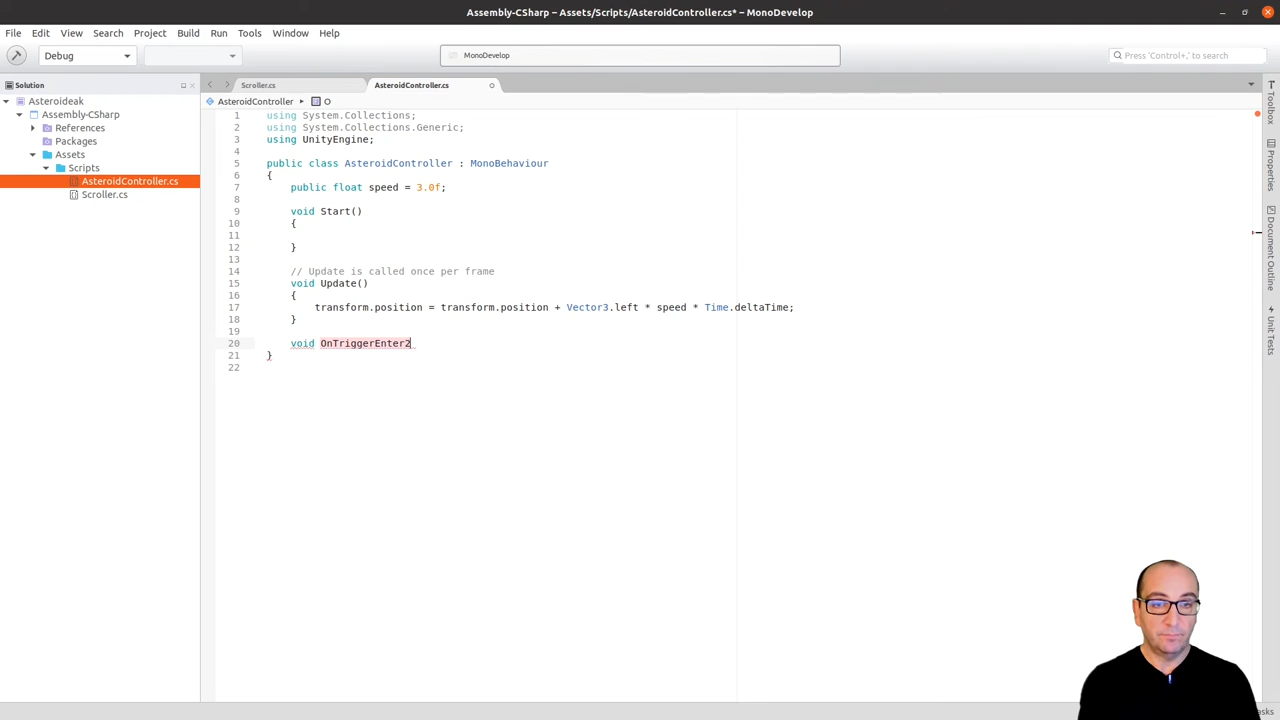 Assembly-CSharp – Assets/Scripts/AsteroidController.cs* – MonoDevelop
File Edit View Search Project Build Run Tools Window Help
Debug
MonoDevelop
Press 'Control+,' to search
Solution
Scroller.cs
AsteroidController.cs
Asteroideak
Assembly-CSharp
References
Packages
Assets
Scripts
AsteroidController.cs
Scroller.cs
AsteroidController
O
1 using System.Collections;
2 using System.Collections.Generic;
3 using UnityEngine;
4
5 public class AsteroidController : MonoBehaviour
6 {
7 public float speed = 3.0f;
8
9 void Start()
10 {
11
12 }
13
14 // Update is called once per frame
15 void Update()
16 {
17 transform.position = transform.position + Vector3.left * speed * Time.deltaTime;
18 }
19
20 void OnTriggerEnter2
21 }
22
Toolbox
Properties
Document Outline
Unit Tests